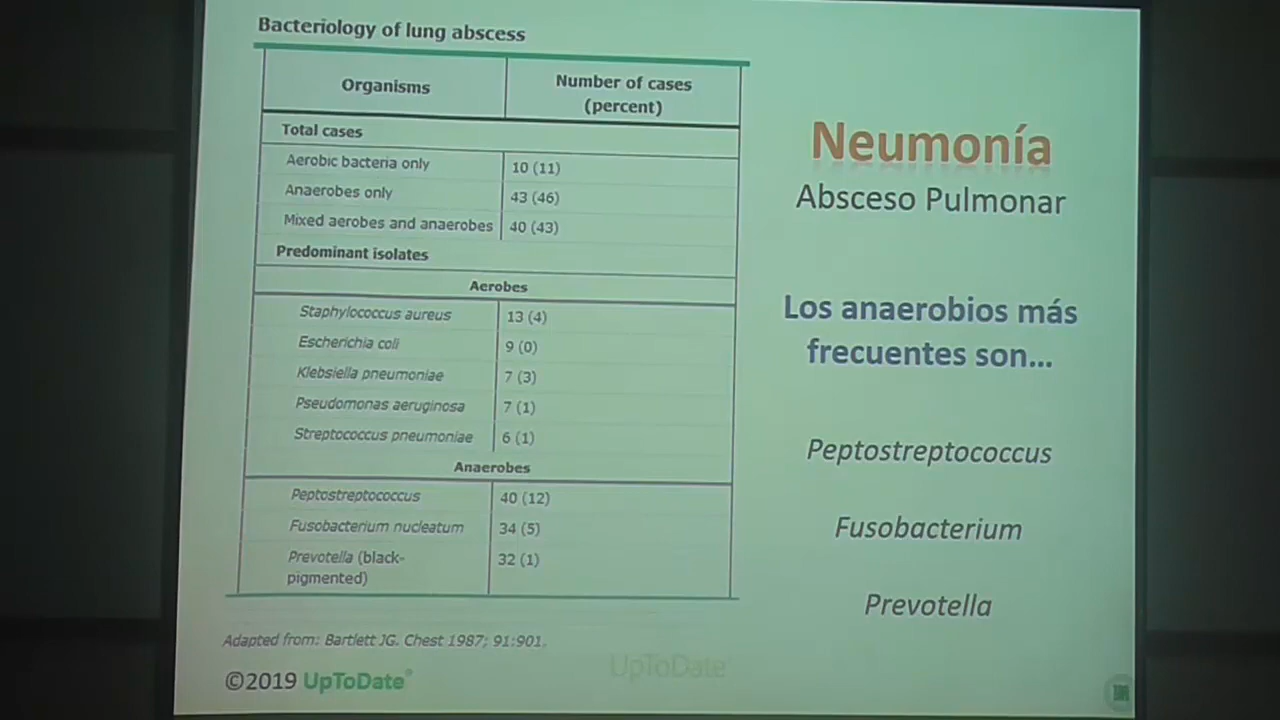 Bacteriology of lung abscess
Organisms Number of cases (percent)
Total cases
Aerobic bacteria only 10 (11)
Anaerobes only 43 (46)
Mixed aerobes and anaerobes 40 (43)
Predominant isolates
Aerobes
Staphylococcus aureus 13 (4)
Escherichia coli 9 (0)
Klebsiella pneumoniae 7 (3)
Pseudomonas aeruginosa 7 (1)
Streptococcus pneumoniae 6 (1)
Anaerobes
Peptostreptococcus 40 (12)
Fusobacterium nucleatum 34 (5)
Prevotella (black-
pigmented) 32 (1)
Adapted from: Bartlett JG. Chest 1987; 91:901.
©2019 UpToDate®
UpToDate
Neumonía
Absceso Pulmonar
Los anaerobios más
frecuentes son...
Peptostreptococcus
Fusobacterium
Prevotella